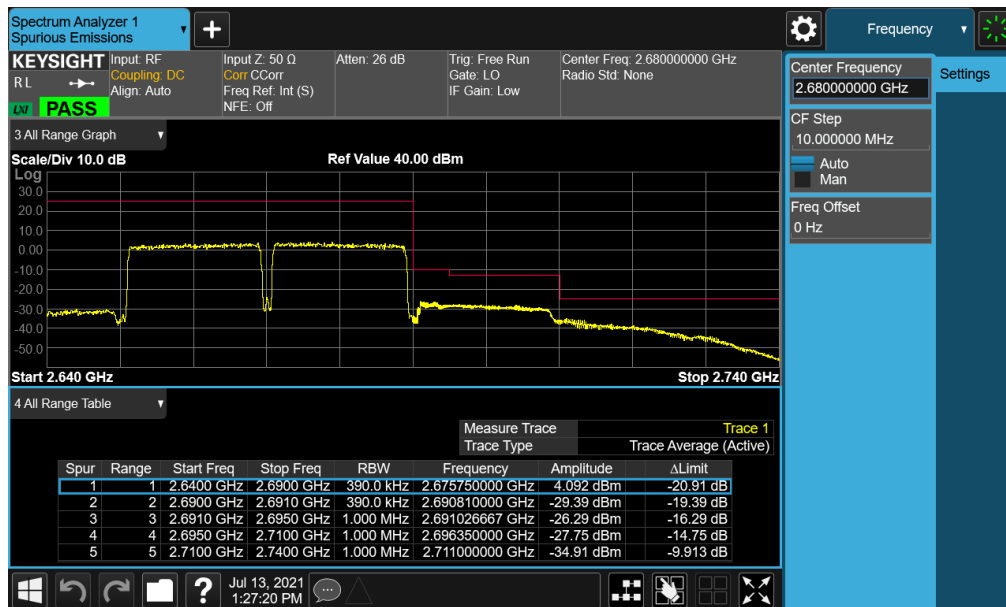 Spectrum Analyzer 1
Spurious Emissions
Frequency
KEYSIGHT Input: RF Input Z: 50 Ω Atten: 26 dB Trig: Free Run Center Freq: 2.680000000 GHz
R L Coupling: DC Corr CCorr Gate: LO Radio Std: None
Align: Auto Freq Ref: Int (S) IF Gain: Low
LXI PASS NFE: Off
Center Frequency
2.680000000 GHz
Settings
CF Step
10.000000 MHz
Auto
Man
Freq Offset
0 Hz
3 All Range Graph
Scale/Div 10.0 dB Ref Value 40.00 dBm
Log
30.0
20.0
10.0
0.00
-10.0
-20.0
-30.0
-40.0
-50.0
Start 2.640 GHz Stop 2.740 GHz
4 All Range Table
Measure Trace Trace 1
Trace Type Trace Average (Active)
Spur Range Start Freq Stop Freq RBW Frequency Amplitude ΔLimit
1 1 2.6400 GHz 2.6900 GHz 390.0 kHz 2.675750000 GHz 4.092 dBm -20.91 dB
2 2 2.6900 GHz 2.6910 GHz 390.0 kHz 2.690810000 GHz -29.39 dBm -19.39 dB
3 3 2.6910 GHz 2.6950 GHz 1.000 MHz 2.691026667 GHz -26.29 dBm -16.29 dB
4 4 2.6950 GHz 2.7100 GHz 1.000 MHz 2.696350000 GHz -27.75 dBm -14.75 dB
5 5 2.7100 GHz 2.7400 GHz 1.000 MHz 2.711000000 GHz -34.91 dBm -9.913 dB
Jul 13, 2021
1:27:20 PM